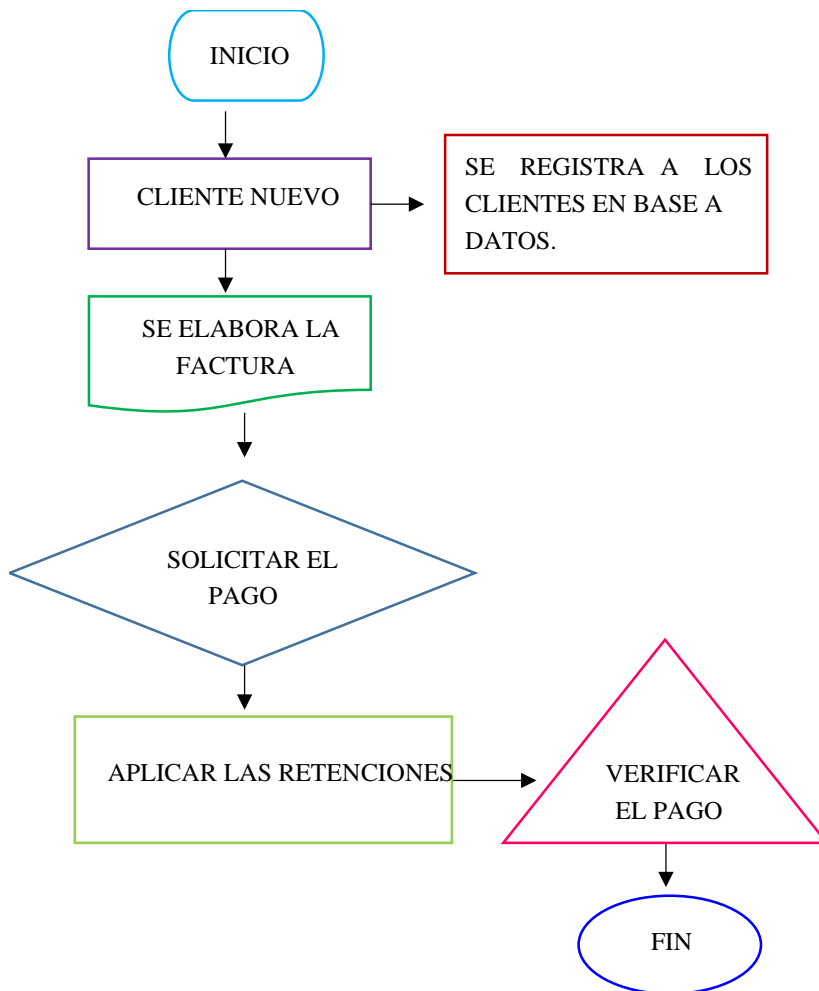 INICIO
CLIENTE NUEVO
SE REGISTRA A LOS
CLIENTES EN BASE A
DATOS.
SE ELABORA LA
FACTURA
SOLICITAR EL
PAGO
APLICAR LAS RETENCIONES
VERIFICAR
EL PAGO
FIN